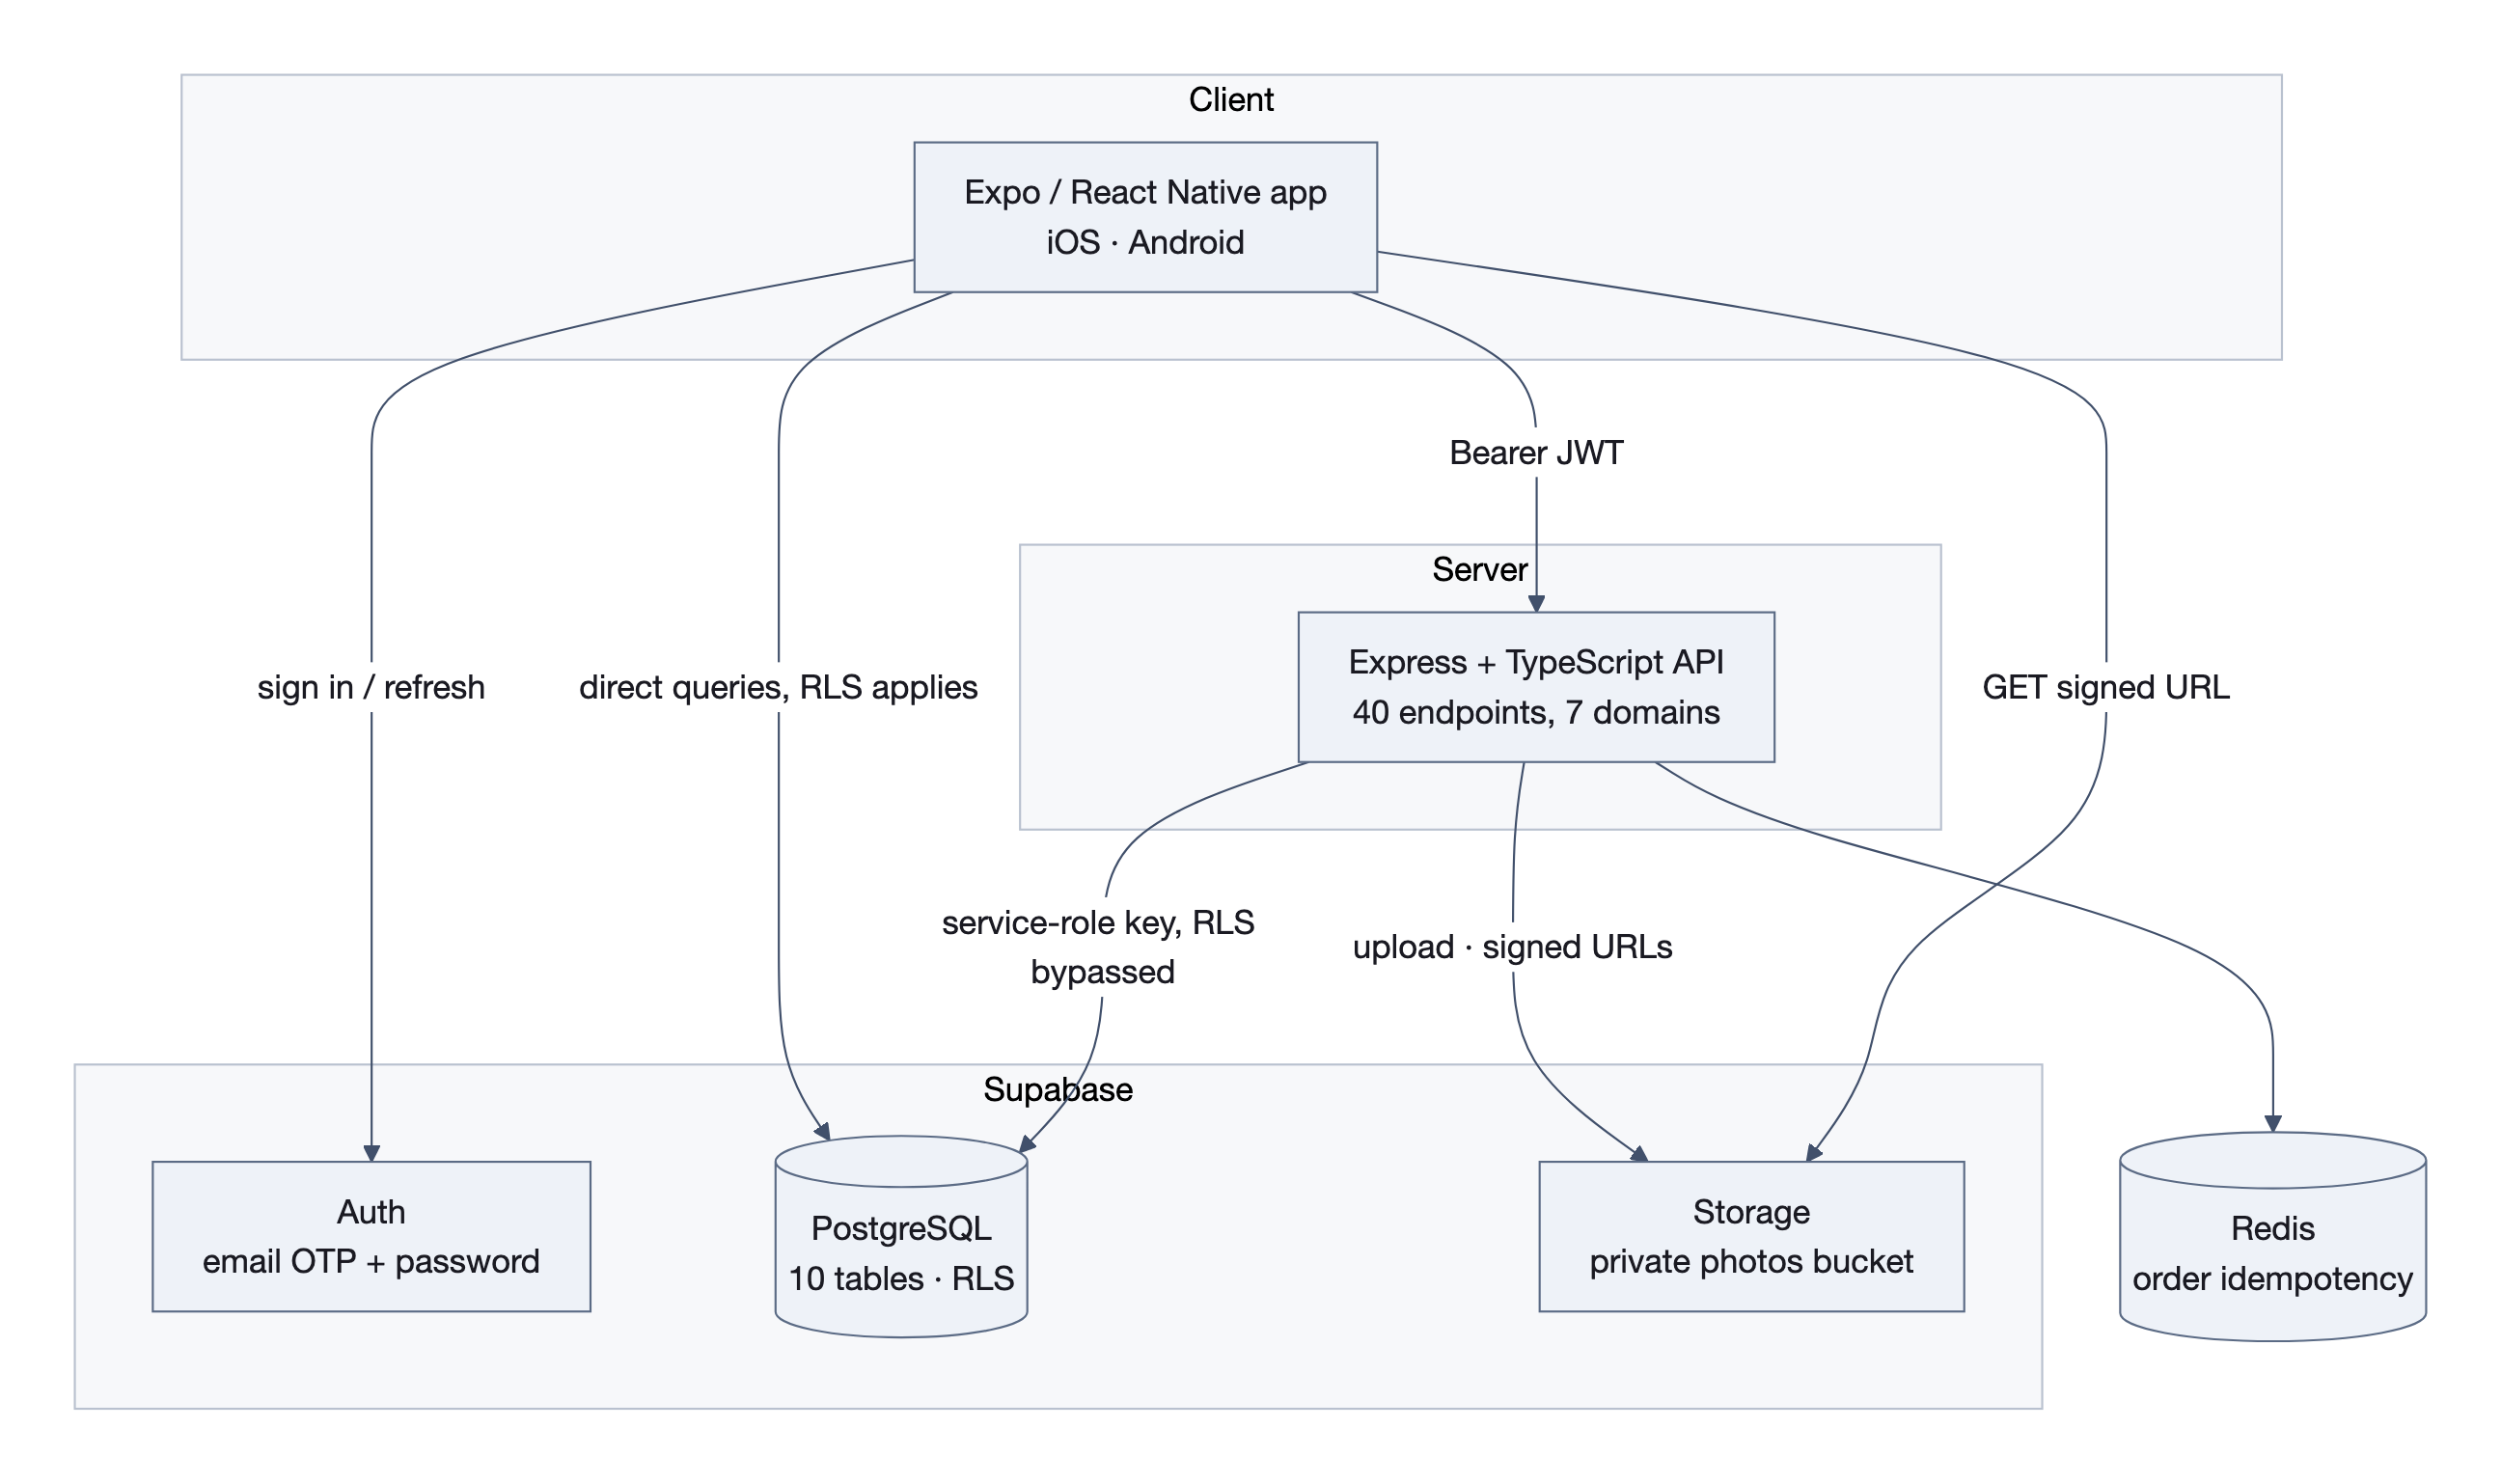 Client
Expo / React Native app
iOS · Android
Bearer JWT
Server
Express + TypeScript API
40 endpoints, 7 domains
sign in / refresh
direct queries, RLS applies
GET signed URL
service-role key, RLS
bypassed
upload · signed URLs
Supabase
Auth
email OTP + password
PostgreSQL
10 tables · RLS
Storage
private photos bucket
Redis
order idempotency